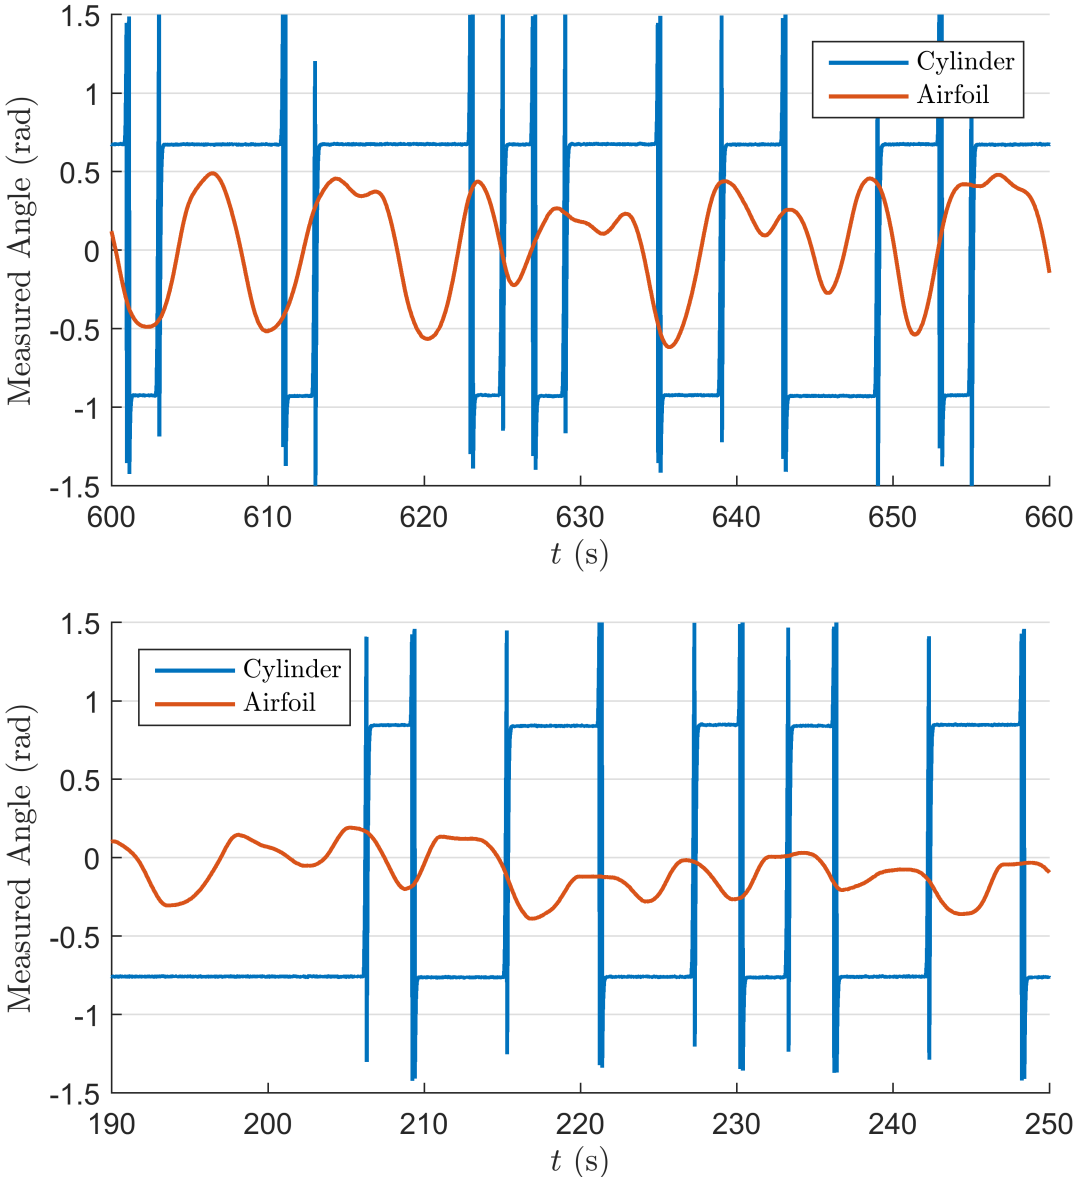 1.5
1
0.5
0
-0.5
-1
-1.5
Measured Angle (rad)
Cylinder
Airfoil
600 610 620 630 640 650 660
t (s)
1.5
1
0.5
0
-0.5
-1
-1.5
Measured Angle (rad)
Cylinder
Airfoil
190 200 210 220 230 240 250
t (s)